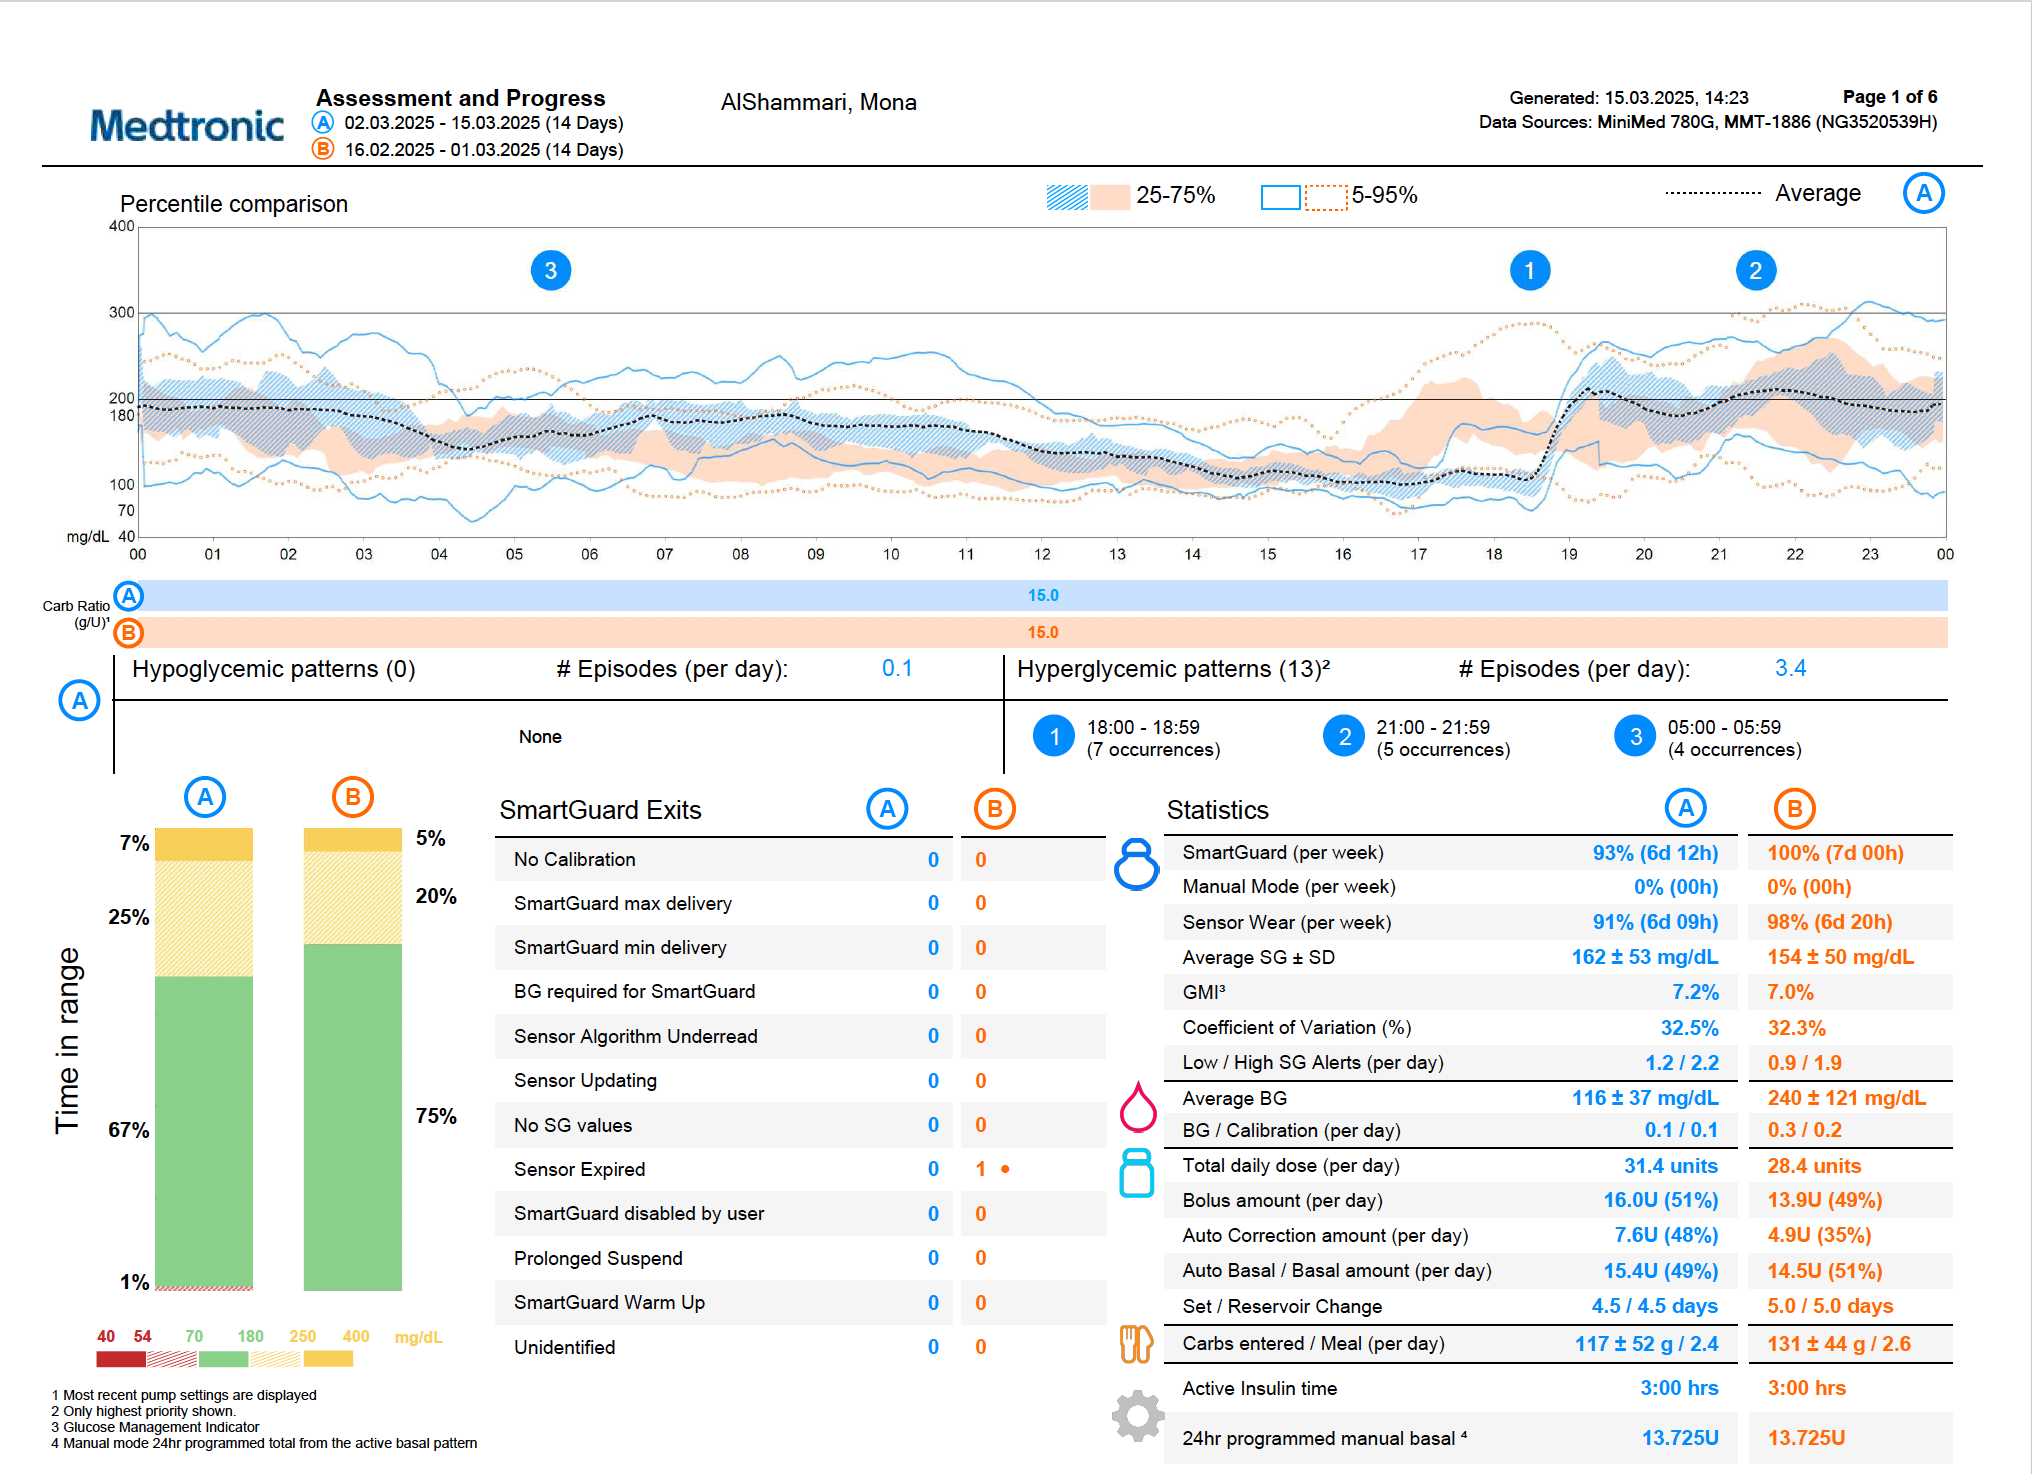 Medtronic
Assessment and Progress
A 02.03.2025 - 15.03.2025 (14 Days)
B 16.02.2025 - 01.03.2025 (14 Days)
AlShammari, Mona
Generated: 15.03.2025, 14:23 Page 1 of 6
Data Sources: MiniMed 780G, MMT-1886 (NG3520539H)
Percentile comparison
25-75% 5-95% Average A
400
3 1 2
300
200
180
100
70
mg/dL 40
00 01 02 03 04 05 06 07 08 09 10 11 12 13 14 15 16 17 18 19 20 21 22 23 00
Carb Ratio (g/U)¹
A 15.0
B 15.0
A
Hypoglycemic patterns (0) # Episodes (per day): 0.1
None
Hyperglycemic patterns (13)² # Episodes (per day): 3.4
1 18:00 - 18:59 (7 occurrences)
2 21:00 - 21:59 (5 occurrences)
3 05:00 - 05:59 (4 occurrences)
Time in range
A B
7% 5%
25% 20%
67% 75%
1%
40 54 70 180 250 400 mg/dL
SmartGuard Exits A B
No Calibration 0 0
SmartGuard max delivery 0 0
SmartGuard min delivery 0 0
BG required for SmartGuard 0 0
Sensor Algorithm Underread 0 0
Sensor Updating 0 0
No SG values 0 0
Sensor Expired 0 1 •
SmartGuard disabled by user 0 0
Prolonged Suspend 0 0
SmartGuard Warm Up 0 0
Unidentified 0 0
Statistics A B
SmartGuard (per week) 93% (6d 12h) 100% (7d 00h)
Manual Mode (per week) 0% (00h) 0% (00h)
Sensor Wear (per week) 91% (6d 09h) 98% (6d 20h)
Average SG ± SD 162 ± 53 mg/dL 154 ± 50 mg/dL
GMI³ 7.2% 7.0%
Coefficient of Variation (%) 32.5% 32.3%
Low / High SG Alerts (per day) 1.2 / 2.2 0.9 / 1.9
Average BG 116 ± 37 mg/dL 240 ± 121 mg/dL
BG / Calibration (per day) 0.1 / 0.1 0.3 / 0.2
Total daily dose (per day) 31.4 units 28.4 units
Bolus amount (per day) 16.0U (51%) 13.9U (49%)
Auto Correction amount (per day) 7.6U (48%) 4.9U (35%)
Auto Basal / Basal amount (per day) 15.4U (49%) 14.5U (51%)
Set / Reservoir Change 4.5 / 4.5 days 5.0 / 5.0 days
Carbs entered / Meal (per day) 117 ± 52 g / 2.4 131 ± 44 g / 2.6
Active Insulin time 3:00 hrs 3:00 hrs
24hr programmed manual basal ⁴ 13.725U 13.725U
1 Most recent pump settings are displayed
2 Only highest priority shown.
3 Glucose Management Indicator
4 Manual mode 24hr programmed total from the active basal pattern